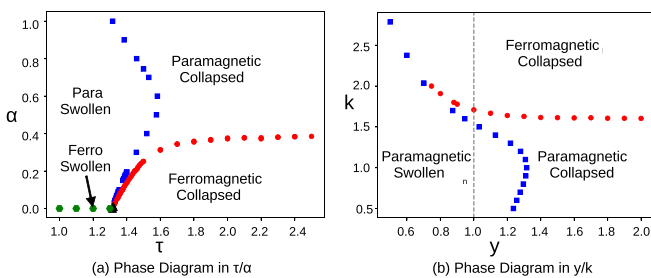 1.0
0.8
0.6
0.4
0.2
0.0
α
Paramagnetic
Collapsed
Para
Swollen
Ferro
Swollen
Ferromagnetic
Collapsed
1.0 1.2 1.4 1.6 1.8 2.0 2.2 2.4
τ
(a) Phase Diagram in τ/α
2.5
2.0
1.5
1.0
0.5
k
Ferromagnetic
Collapsed
Paramagnetic
Swollen
n
Paramagnetic
Collapsed
0.6 0.8 1.0 1.2 1.4 1.6 1.8 2.0
y
(b) Phase Diagram in y/k